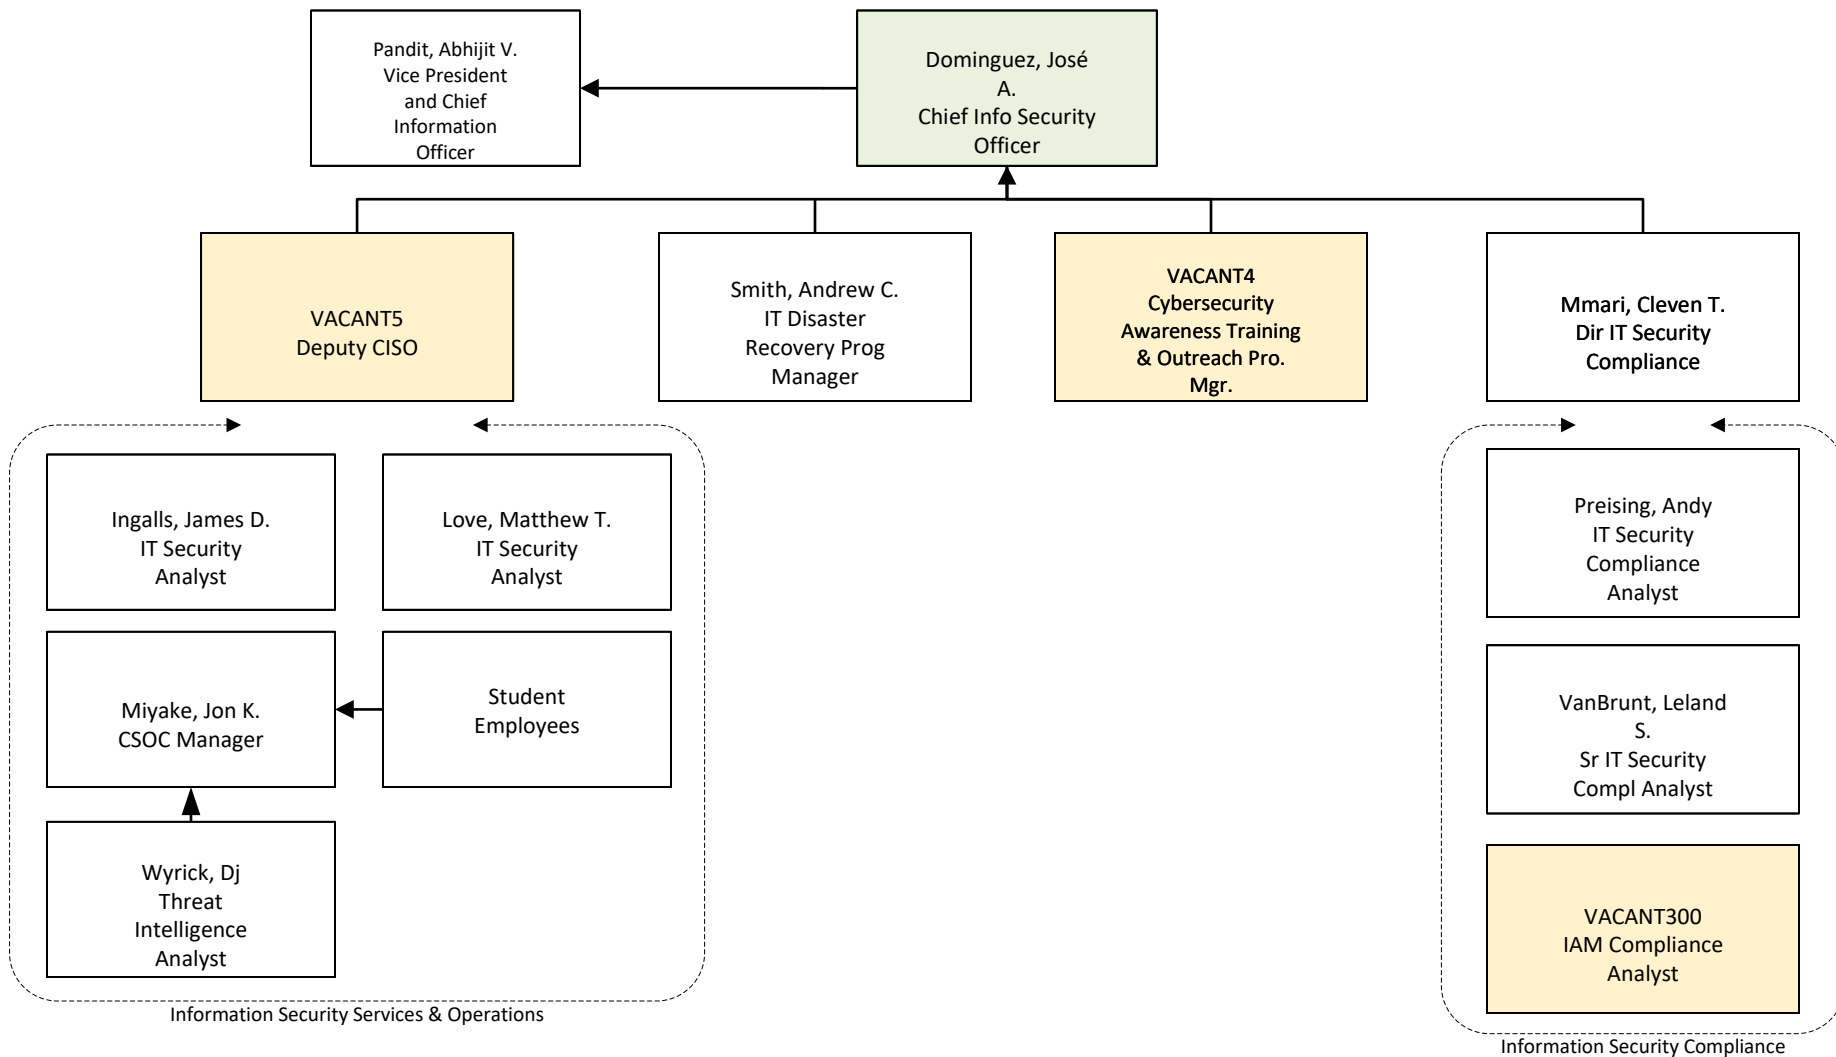 Pandit, Abhijit V.
Vice President
and Chief
Information
Officer
Dominguez, José
A.
Chief Info Security
Officer
VACANT5
Deputy CISO
Smith, Andrew C.
IT Disaster
Recovery Prog
Manager
VACANT4
Cybersecurity
Awareness Training
& Outreach Pro.
Mgr.
Mmari, Cleven T.
Dir IT Security
Compliance
Ingalls, James D.
IT Security
Analyst
Love, Matthew T.
IT Security
Analyst
Miyake, Jon K.
CSOC Manager
Student
Employees
Wyrick, Dj
Threat
Intelligence
Analyst
Information Security Services & Operations
Preising, Andy
IT Security
Compliance
Analyst
VanBrunt, Leland
S.
Sr IT Security
Compl Analyst
VACANT300
IAM Compliance
Analyst
Information Security Compliance